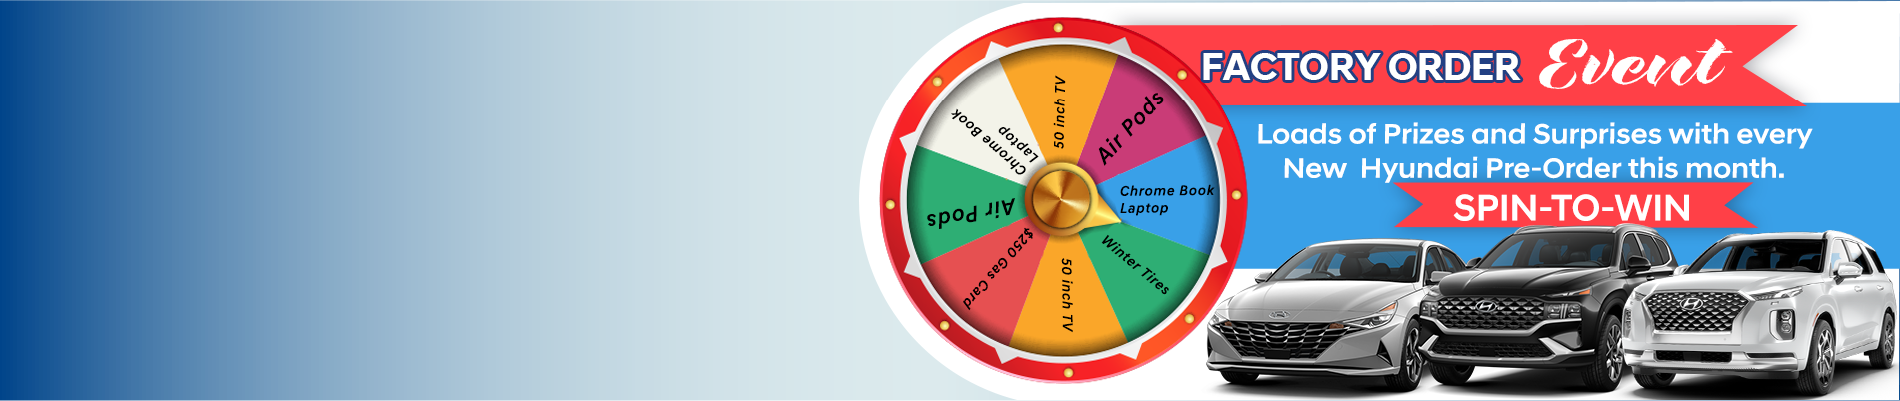 FACTORY ORDER Event
Loads of Prizes and Surprises with every
New Hyundai Pre-Order this month.
SPIN-TO-WIN
50 inch TV
Air Pods
Chrome Book
Laptop
Winter Tires
50 inch TV
$250 Gas Card
Air Pods
Chrome Book
Laptop